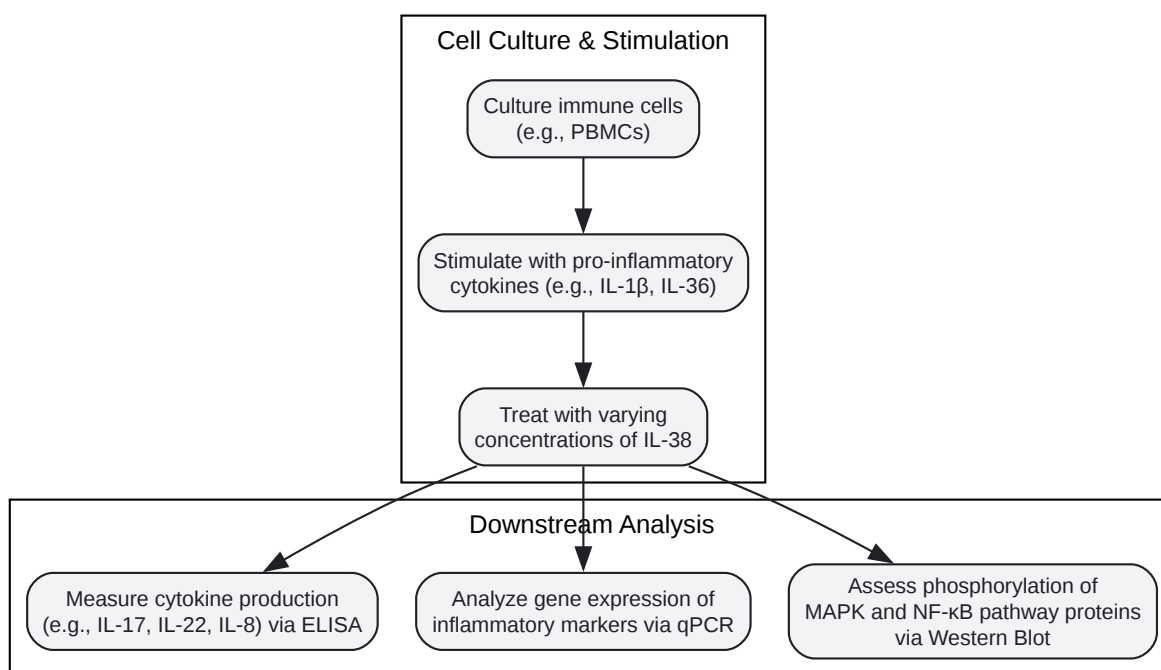 Cell Culture & Stimulation
Culture immune cells
(e.g., PBMCs)
Stimulate with pro-inflammatory
cytokines (e.g., IL-1β, IL-36)
Treat with varying
concentrations of IL-38
Downstream Analysis
Measure cytokine production
(e.g., IL-17, IL-22, IL-8) via ELISA
Analyze gene expression of
inflammatory markers via qPCR
Assess phosphorylation of
MAPK and NF-κB pathway proteins
via Western Blot